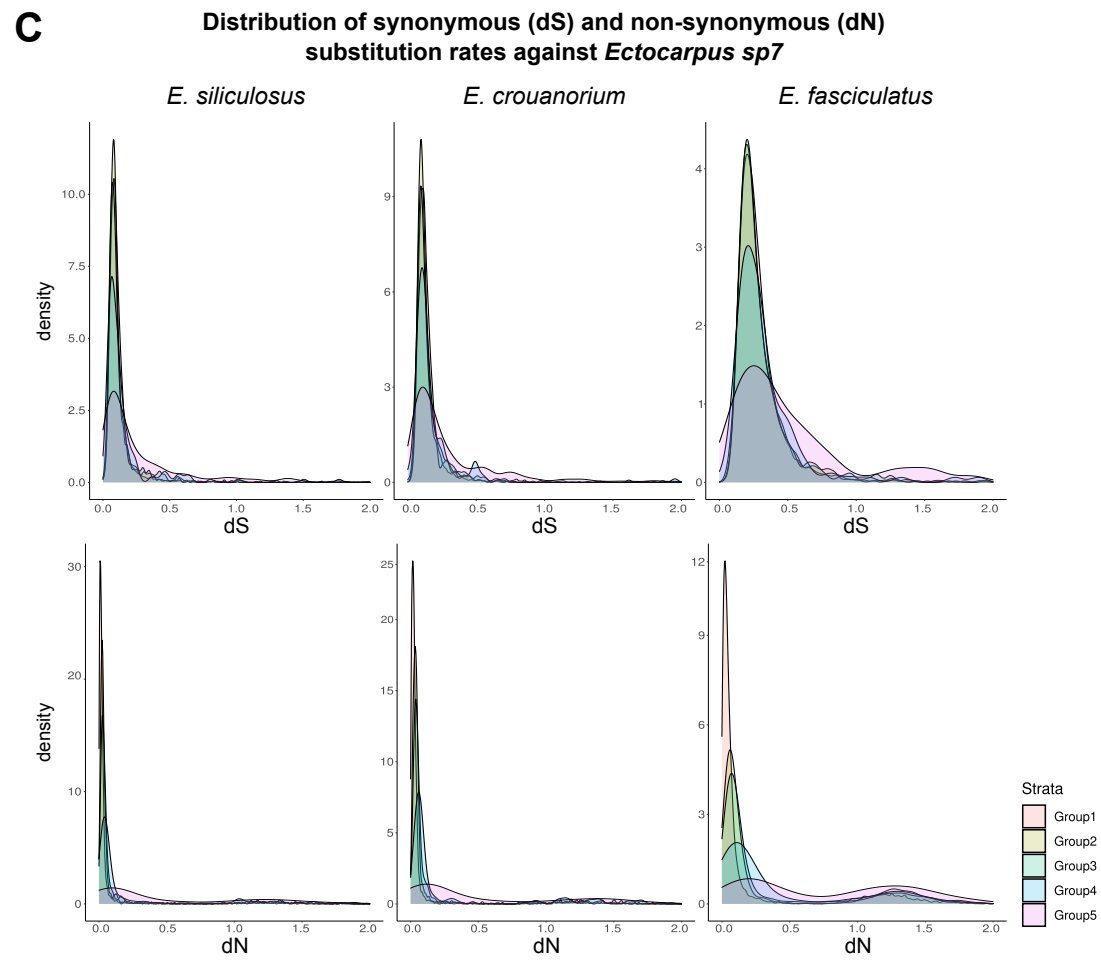 C
Distribution of synonymous (dS) and non-synonymous (dN)
substitution rates against Ectocarpus sp7
E. siliculosus E. crouanorium E. fasciculatus
density
10.0
7.5
5.0
2.5
0.0
0.0 0.5 1.0 1.5 2.0
dS
9
6
3
0
0.0 0.5 1.0 1.5 2.0
dS
4
3
2
1
0
0.0 0.5 1.0 1.5 2.0
dS
density
30
20
10
0
0.0 0.5 1.0 1.5 2.0
dN
25
20
15
10
5
0
0.0 0.5 1.0 1.5 2.0
dN
12
9
6
3
0
0.0 0.5 1.0 1.5 2.0
dN
Strata
Group1
Group2
Group3
Group4
Group5